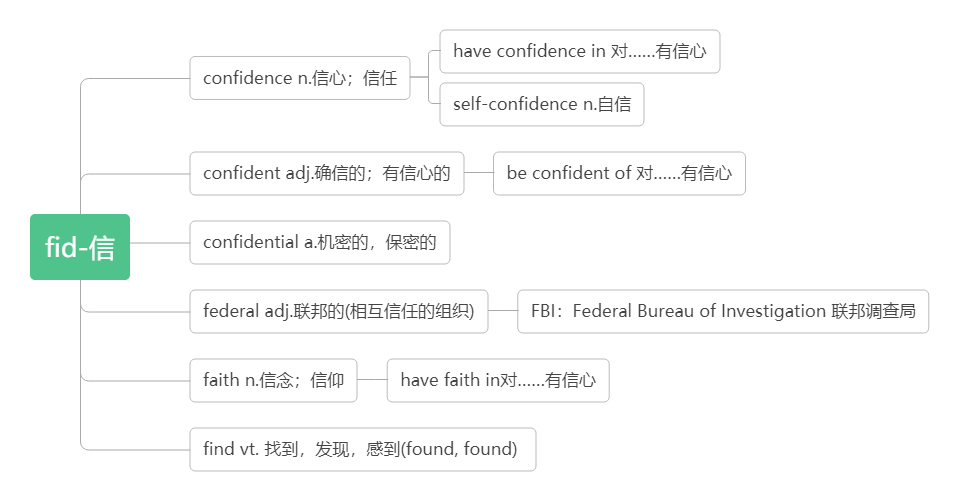 fid-信
confidence n.信心；信任
have confidence in 对......有信心
self-confidence n.自信
confident adj.确信的；有信心的
be confident of 对......有信心
confidential a.机密的，保密的
federal adj.联邦的(相互信任的组织)
FBI：Federal Bureau of Investigation 联邦调查局
faith n.信念；信仰
have faith in对......有信心
find vt. 找到，发现，感到(found, found)